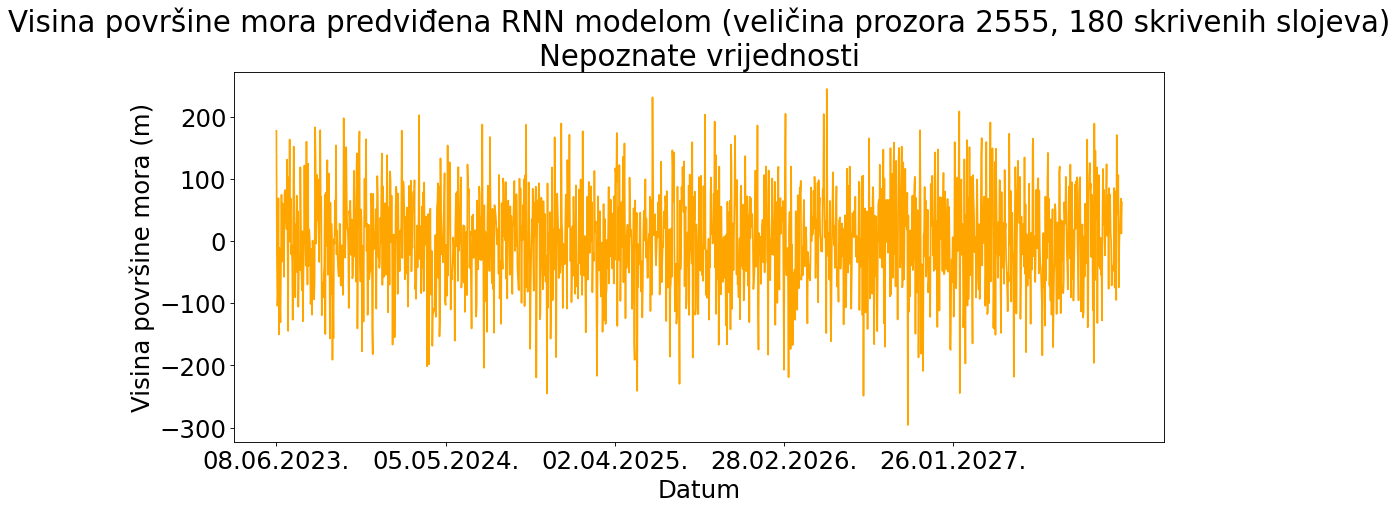 Visina površine mora predviđena RNN modelom (veličina prozora 2555, 180 skrivenih slojeva)
Nepoznate vrijednosti
Visina površine mora (m)
200
100
0
−100
−200
−300
08.06.2023. 05.05.2024. 02.04.2025. 28.02.2026. 26.01.2027.
Datum